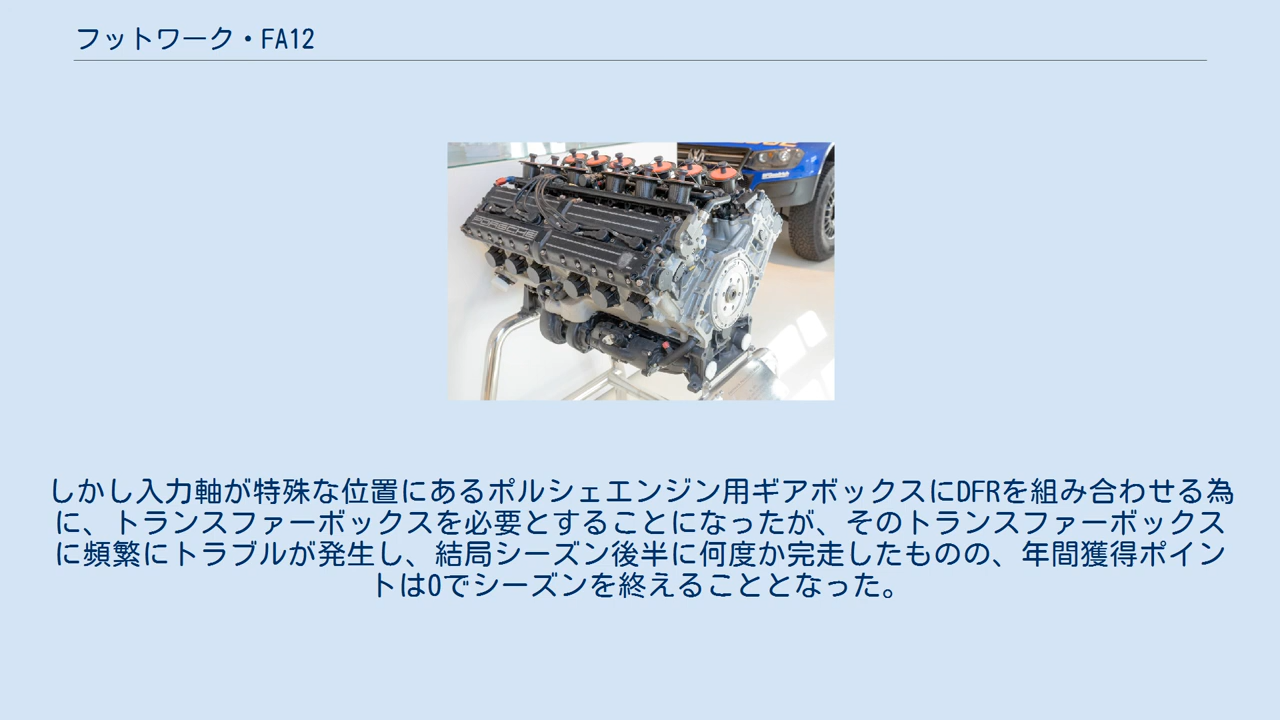 フットワーク・FA12
PORSCHE
しかし入力軸が特殊な位置にあるポルシェエンジン用ギアボックスにDFRを組み合わせる為
に、トランスファーボックスを必要とすることになったが、そのトランスファーボックス
に頻繁にトラブルが発生し、結局シーズン後半に何度か完走したものの、年間獲得ポイン
トは0でシーズンを終えることとなった。